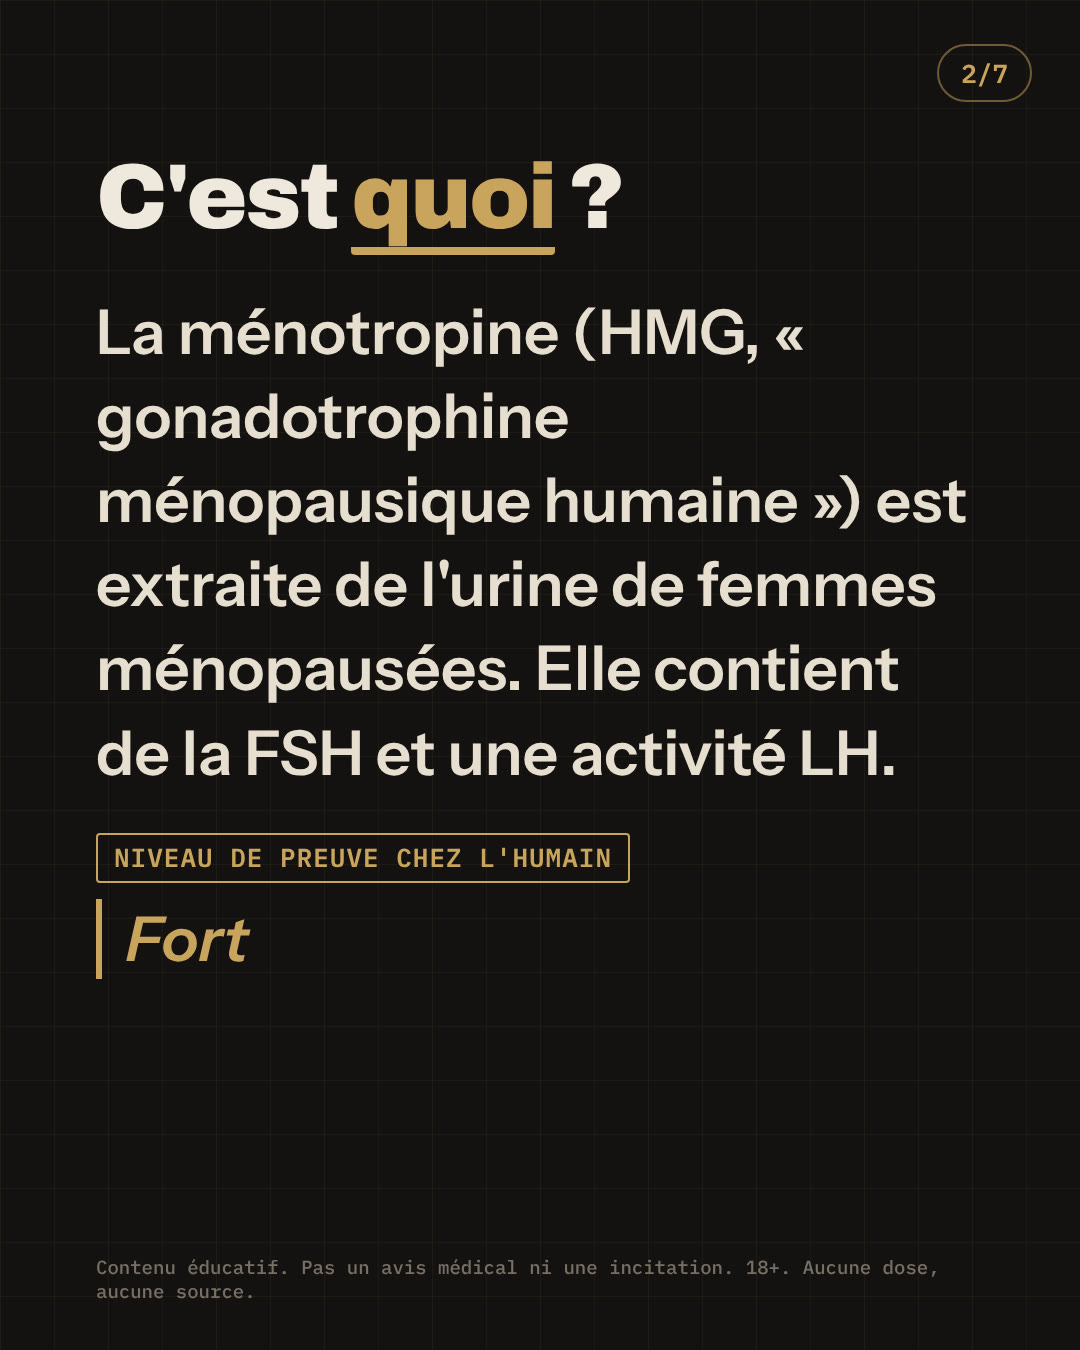 2/7
C'est quoi ?
La ménotropine (HMG, «
gonadotrophine
ménopausique humaine ») est
extraite de l'urine de femmes
ménopausées. Elle contient
de la FSH et une activité LH.
NIVEAU DE PREUVE CHEZ L'HUMAIN
Fort
Contenu éducatif. Pas un avis médical ni une incitation. 18+. Aucune dose,
aucune source.